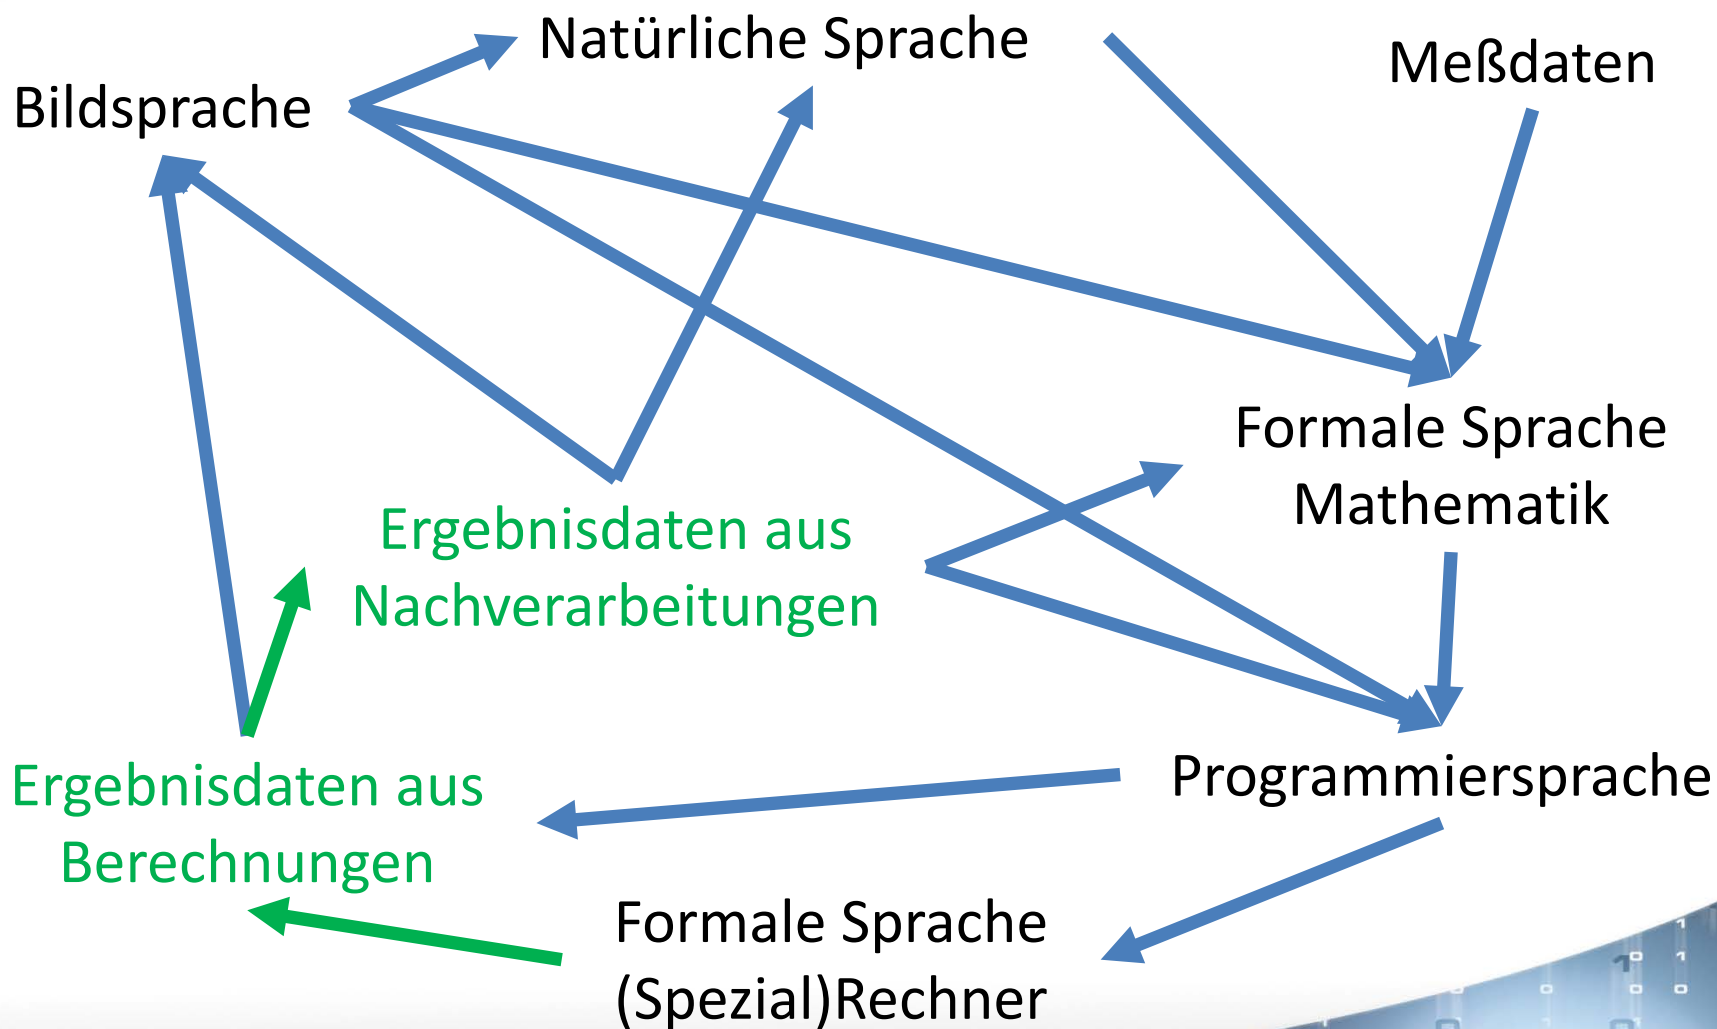 Natürliche Sprache
Meßdaten
Bildsprache
Formale Sprache
Mathematik
Ergebnisdaten aus
Nachverarbeitungen
Programmiersprache
Ergebnisdaten aus
Berechnungen
Formale Sprache
(Spezial)Rechner